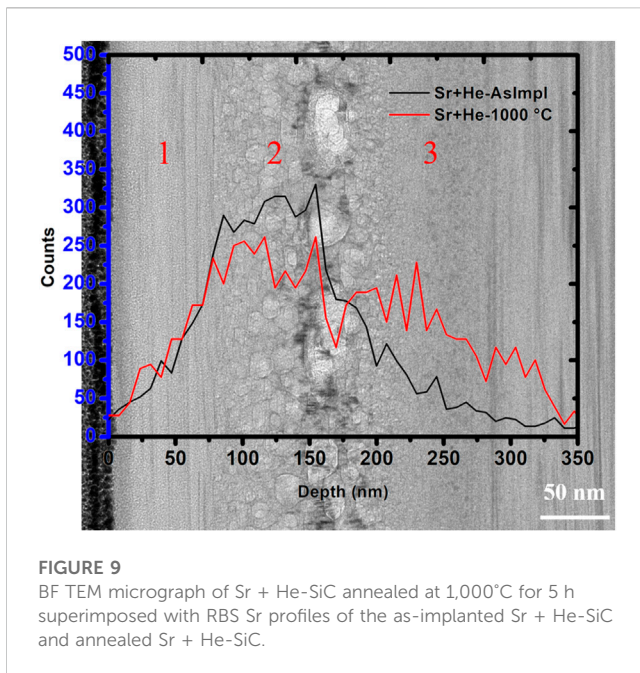 500
450
400
350
300
250
200
150
100
50
0
Counts
Sr+He-AsImpl
Sr+He-1000 °C
1
2
3
0 50 100 150 200 250 300 350
Depth (nm)
50 nm
FIGURE 9
BF TEM micrograph of Sr + He-SiC annealed at 1,000°C for 5 h
superimposed with RBS Sr profiles of the as-implanted Sr + He-SiC
and annealed Sr + He-SiC.